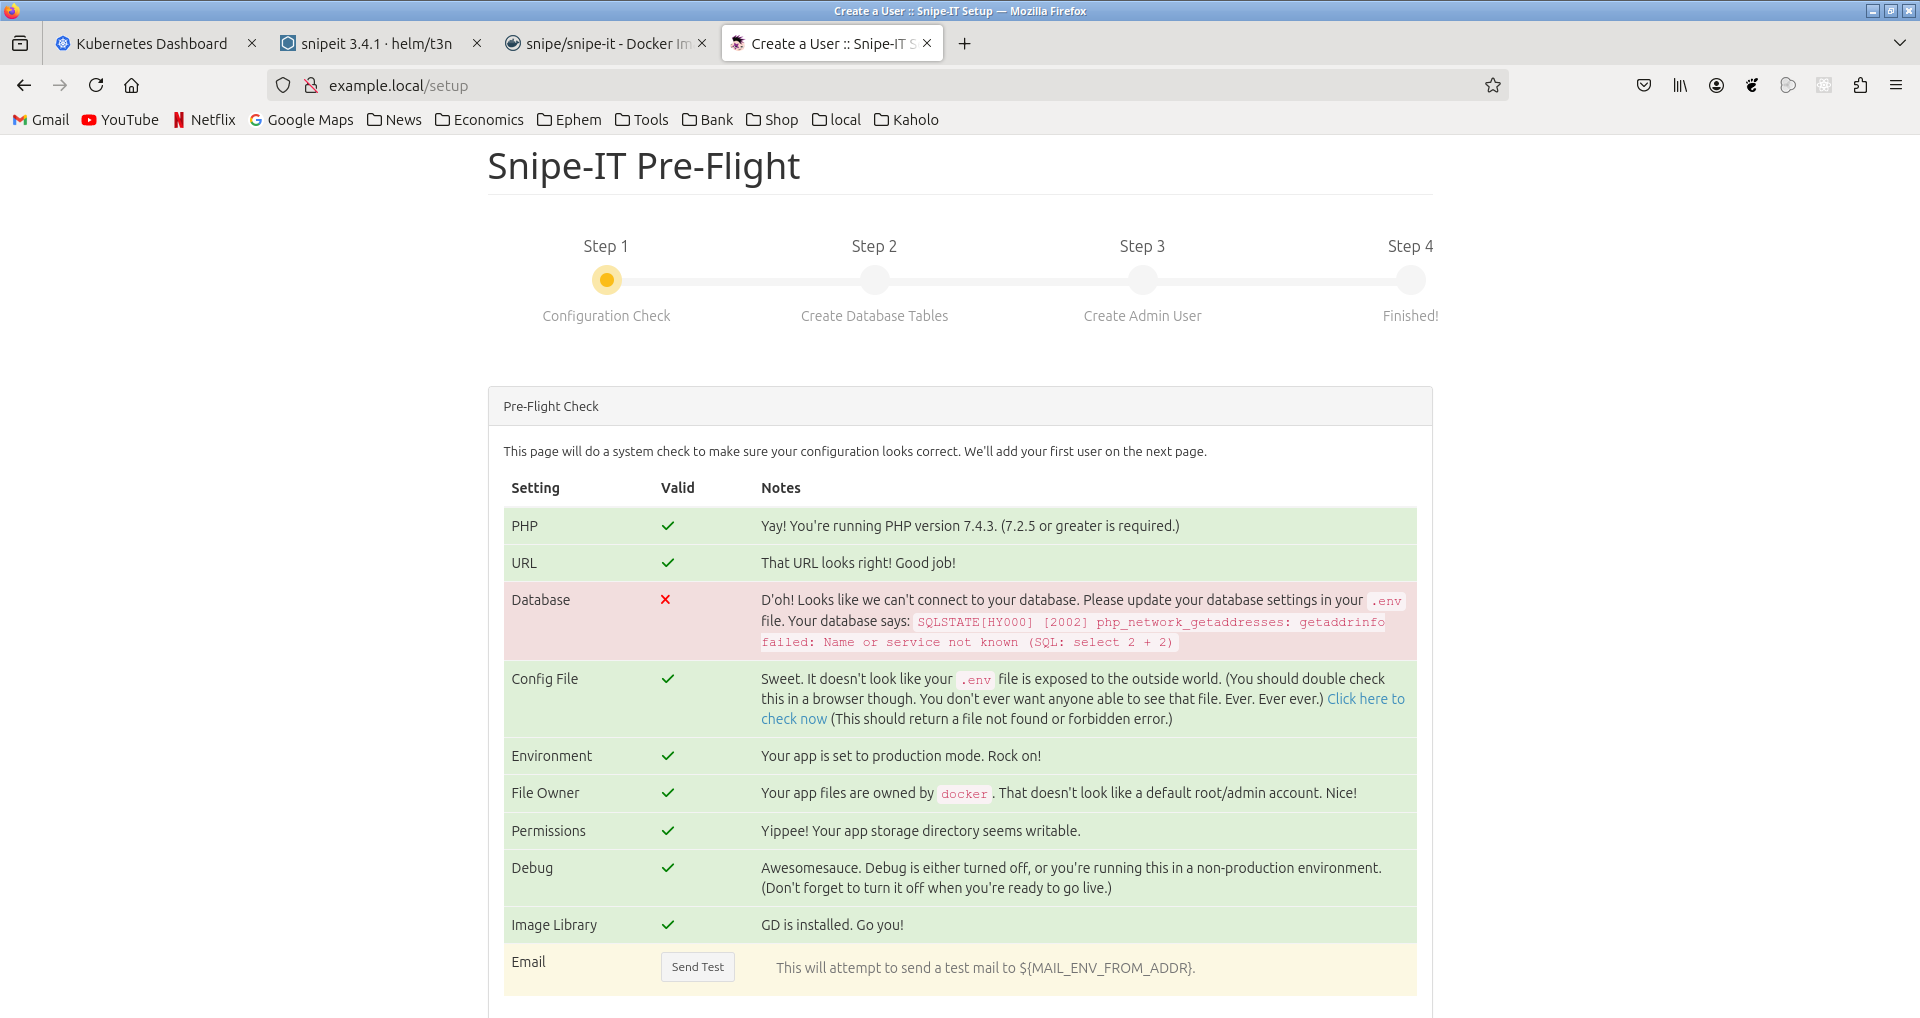 Create a User :: Snipe-IT Setup — Mozilla Firefox
Kubernetes Dashboard
snipeit 3.4.1 · helm/t3n
snipe/snipe-it - Docker Im
Create a User :: Snipe-IT S
example.local/setup
Gmail YouTube Netflix Google Maps News Economics Ephem Tools Bank Shop local Kaholo
Snipe-IT Pre-Flight
Step 1 Step 2 Step 3 Step 4
Configuration Check Create Database Tables Create Admin User Finished!
Pre-Flight Check
This page will do a system check to make sure your configuration looks correct. We'll add your first user on the next page.
Setting Valid Notes
PHP Yay! You're running PHP version 7.4.3. (7.2.5 or greater is required.)
URL That URL looks right! Good job!
Database D'oh! Looks like we can't connect to your database. Please update your database settings in your .env
file. Your database says: SQLSTATE[HY000] [2002] php_network_getaddresses: getaddrinfo
failed: Name or service not known (SQL: select 2 + 2)
Config File Sweet. It doesn't look like your .env file is exposed to the outside world. (You should double check
this in a browser though. You don't ever want anyone able to see that file. Ever. Ever ever.) Click here to
check now (This should return a file not found or forbidden error.)
Environment Your app is set to production mode. Rock on!
File Owner Your app files are owned by docker. That doesn't look like a default root/admin account. Nice!
Permissions Yippee! Your app storage directory seems writable.
Debug Awesomesauce. Debug is either turned off, or you're running this in a non-production environment.
(Don't forget to turn it off when you're ready to go live.)
Image Library GD is installed. Go you!
Email Send Test This will attempt to send a test mail to ${MAIL_ENV_FROM_ADDR}.